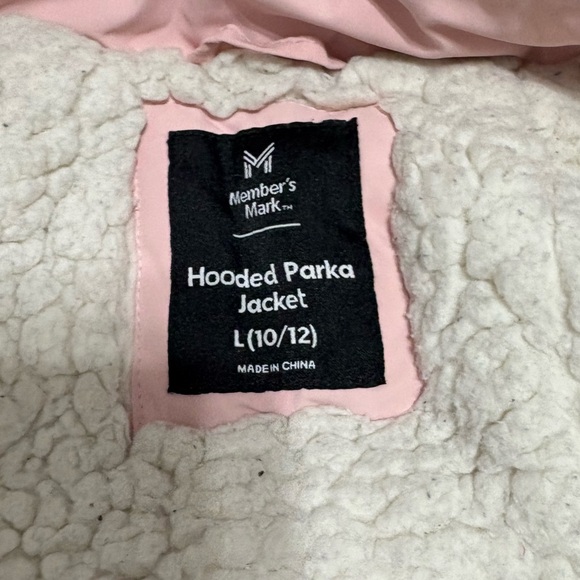 Member's
Mark™
Hooded Parka
Jacket
L (10/12)
MADE IN CHINA